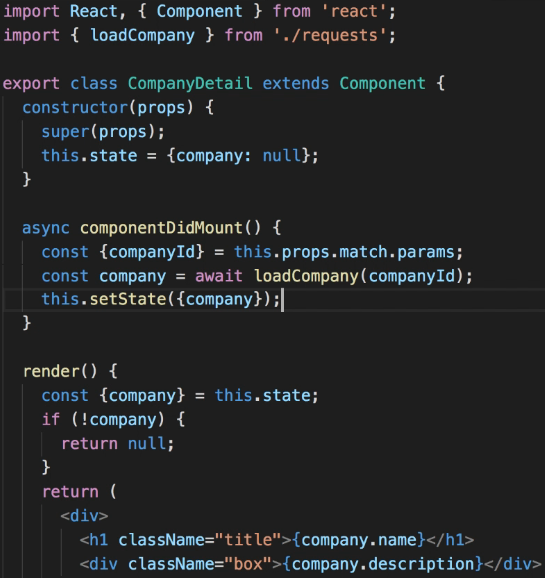 import React, { Component } from 'react';
import { loadCompany } from './requests';
export class CompanyDetail extends Component {
constructor(props) {
super(props);
this.state = {company: null};
}
async componentDidMount() {
const {companyId} = this.props.match.params;
const company = await loadCompany(companyId);
this.setState({company});
}
render() {
const {company} = this.state;
if (!company) {
return null;
}
return (
<div>
<h1 className="title">{company.name}</h1>
<div className="box">{company.description}</div>